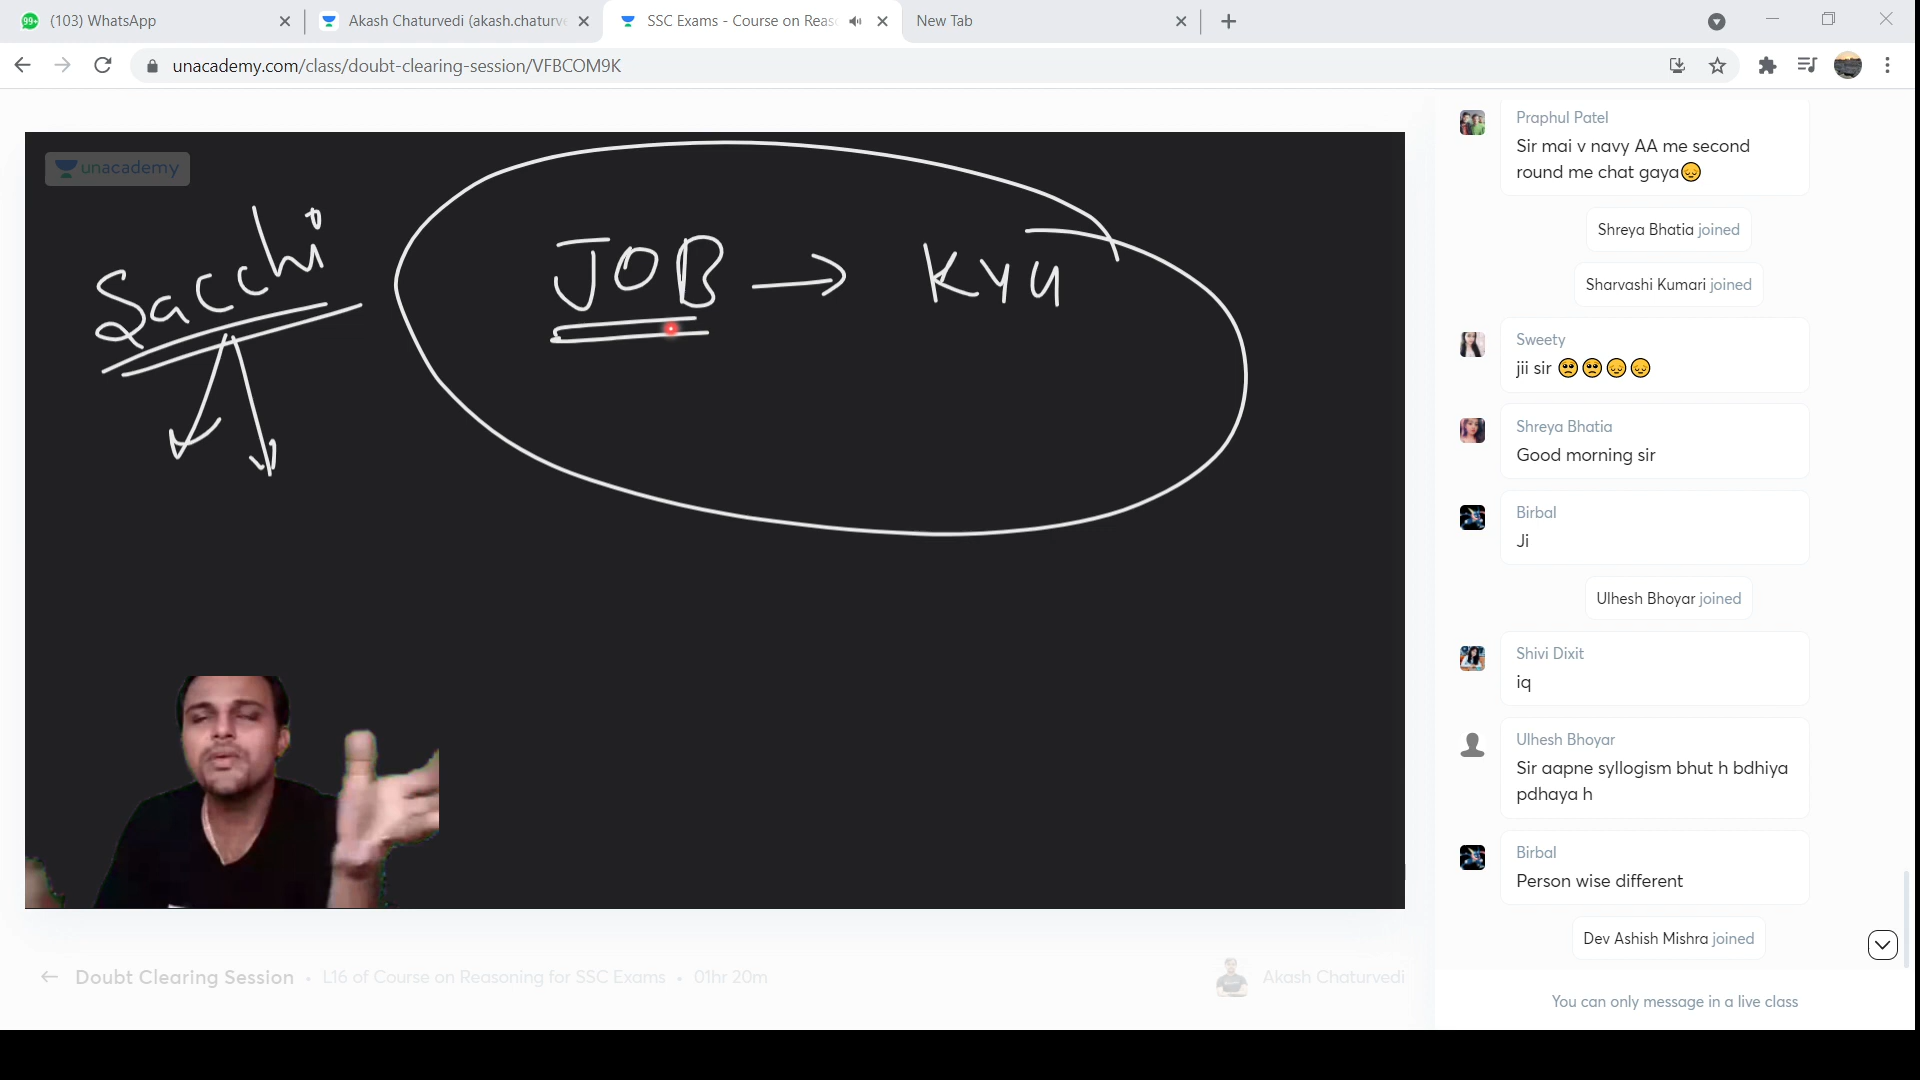 (103) WhatsApp
Akash Chaturvedi (akash.chaturve
SSC Exams - Course on Reas
New Tab
unacademy.com/class/doubt-clearing-session/VFBCOM9K
unacademy
Sacchi
JOB → Kyu
Praphul Patel
Sir mai v navy AA me second
round me chat gaya😔
Shreya Bhatia joined
Sharvashi Kumari joined
Sweety
jii sir 🥺🥺😔😔
Shreya Bhatia
Good morning sir
Birbal
Ji
Ulhesh Bhoyar joined
Shivi Dixit
iq
Ulhesh Bhoyar
Sir aapne syllogism bhut h bdhiya
pdhaya h
Birbal
Person wise different
Dev Ashish Mishra joined
You can only message in a live class
Doubt Clearing Session • L16 of Course on Reasoning for SSC Exams • 01hr 20m
Akash Chaturvedi